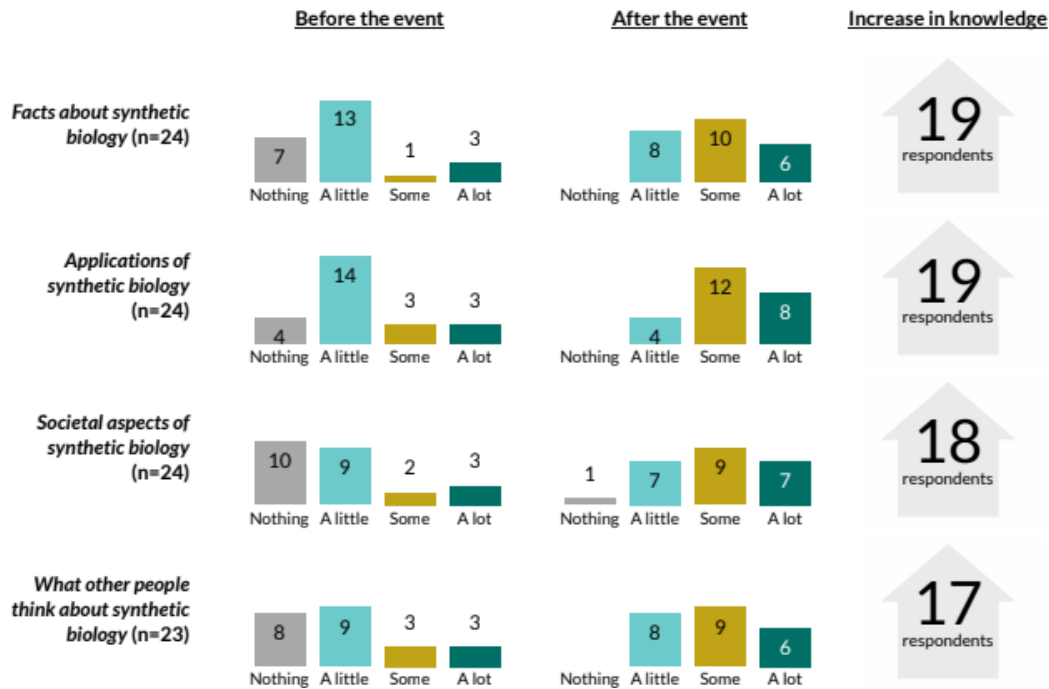 Before the event
After the event
Increase in knowledge
Facts about synthetic
biology (n=24)
7
13
1
3
Nothing
A little
Some
A lot
8
10
6
Nothing
A little
Some
A lot
19
respondents
Applications of
synthetic biology
(n=24)
4
14
3
3
Nothing
A little
Some
A lot
4
12
8
Nothing
A little
Some
A lot
19
respondents
Societal aspects of
synthetic biology
(n=24)
10
9
2
3
Nothing
A little
Some
A lot
1
7
9
7
Nothing
A little
Some
A lot
18
respondents
What other people
think about synthetic
biology (n=23)
8
9
3
3
Nothing
A little
Some
A lot
8
9
6
Nothing
A little
Some
A lot
17
respondents